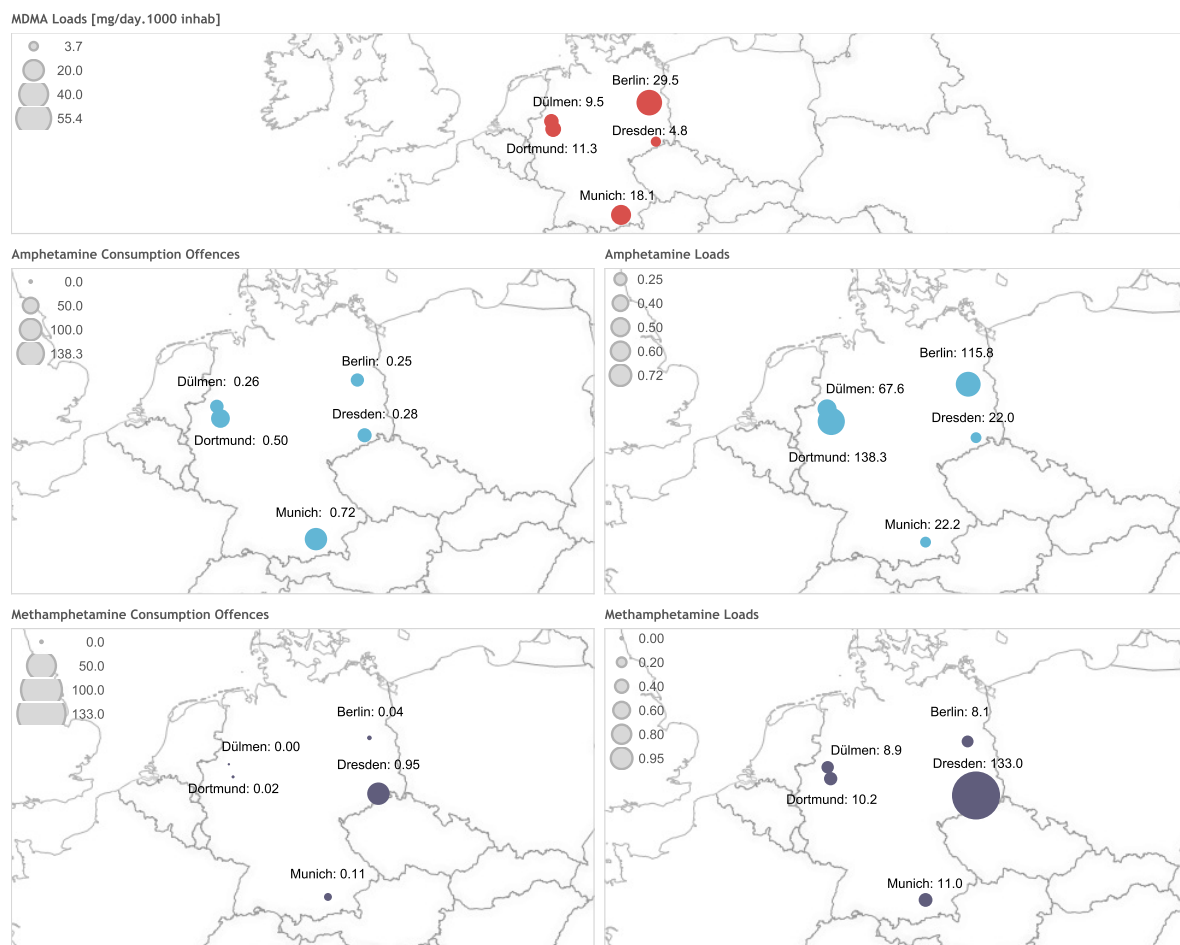 MDMA Loads [mg/day.1000 inhab]
3.7
20.0
40.0
55.4
Berlin: 29.5
Dülmen: 9.5
Dresden: 4.8
Dortmund: 11.3
Munich: 18.1
Amphetamine Consumption Offences
0.0
50.0
100.0
138.3
Berlin: 0.25
Dülmen: 0.26
Dresden: 0.28
Dortmund: 0.50
Munich: 0.72
Amphetamine Loads
0.25
0.40
0.50
0.60
0.72
Berlin: 115.8
Dülmen: 67.6
Dresden: 22.0
Dortmund: 138.3
Munich: 22.2
Methamphetamine Consumption Offences
0.0
50.0
100.0
133.0
Berlin: 0.04
Dülmen: 0.00
Dresden: 0.95
Dortmund: 0.02
Munich: 0.11
Methamphetamine Loads
0.00
0.20
0.40
0.60
0.80
0.95
Berlin: 8.1
Dülmen: 8.9
Dresden: 133.0
Dortmund: 10.2
Munich: 11.0